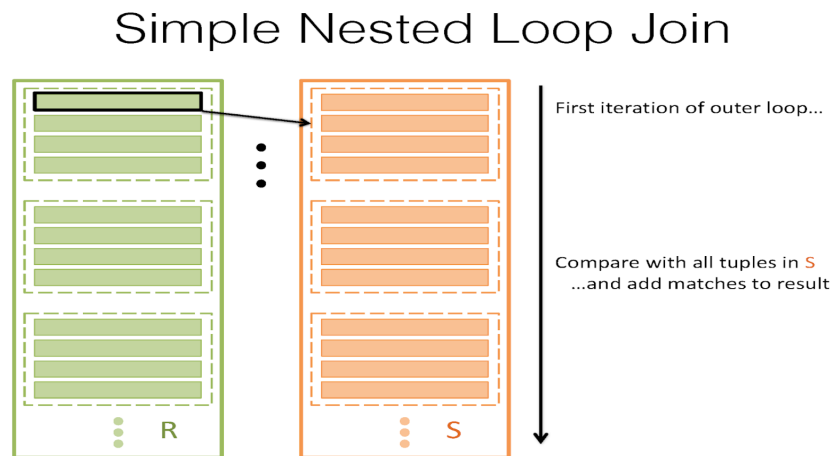 Simple Nested Loop Join
First iteration of outer loop...
Compare with all tuples in S
...and add matches to result
R
S